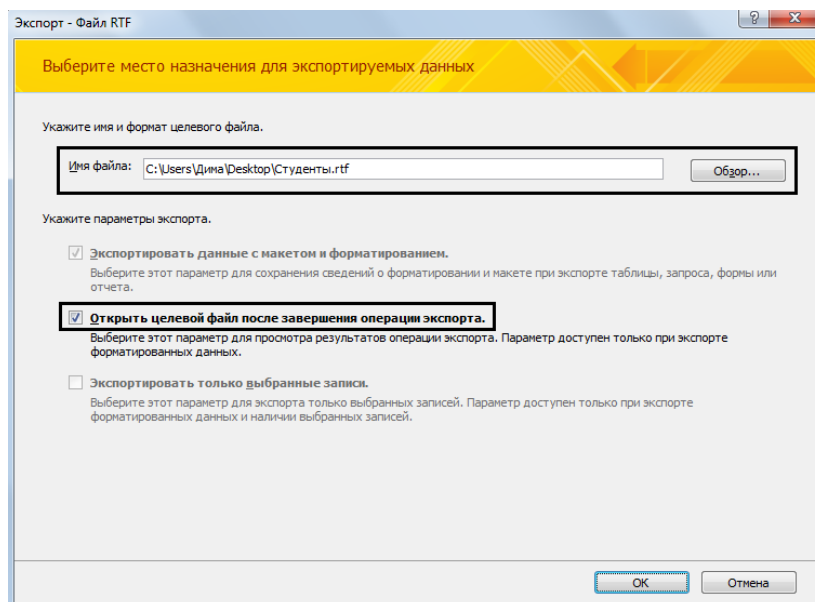 Экспорт - Файл RTF
Выберите место назначения для экспортируемых данных
Укажите имя и формат целевого файла.
Имя файла: C:\Users\Дима\Desktop\Студенты.rtf Обзор...
Укажите параметры экспорта.
Экспортировать данные с макетом и форматированием.
Выберите этот параметр для сохранения сведений о форматировании и макете при экспорте таблицы, запроса, формы или
отчета.
Открыть целевой файл после завершения операции экспорта.
Выберите этот параметр для просмотра результатов операции экспорта. Параметр доступен только при экспорте
форматированных данных.
Экспортировать только выбранные записи.
Выберите этот параметр для экспорта только выбранных записей. Параметр доступен только при экспорте
форматированных данных и наличии выбранных записей.
ОК Отмена